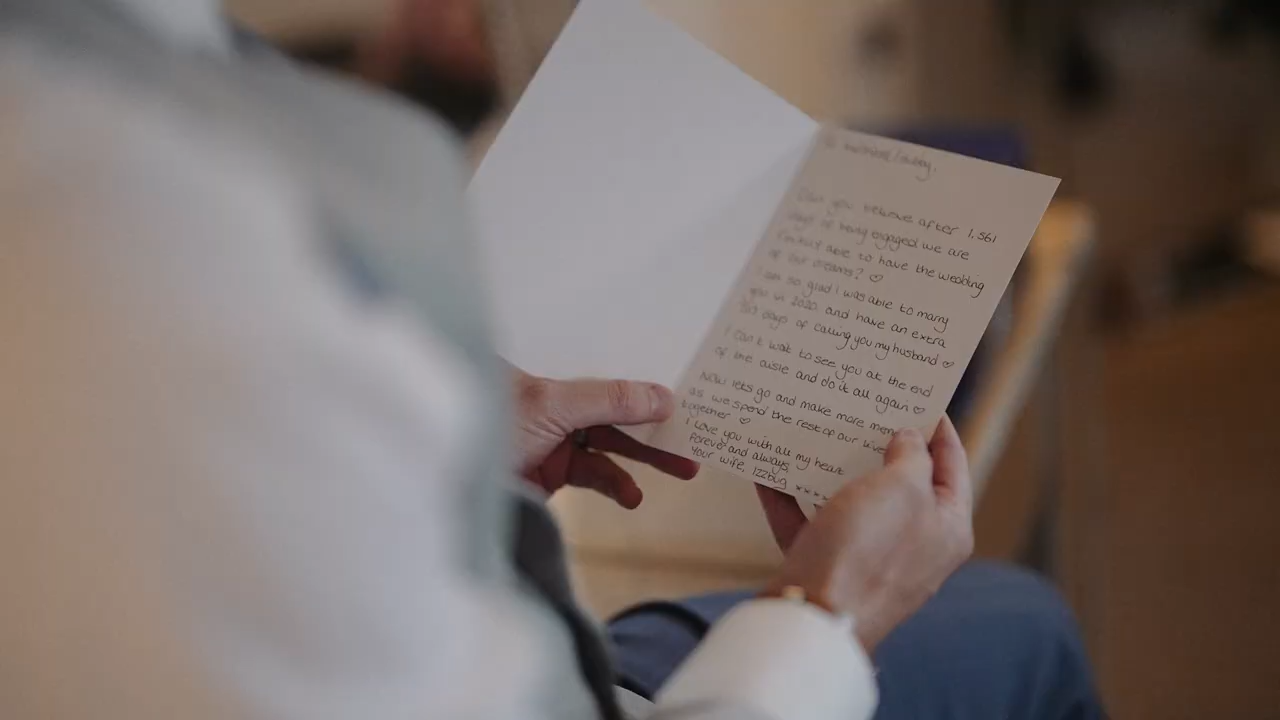 Can you believe after 1,561
days of being engaged we are
finally able to have the wedding
of our dreams? ♡
I am so glad I was able to marry
you in 2020 and have an extra
days of calling you my husband ♡
I can't wait to see you at the end
of the aisle and do it all again ♡
Now lets go and make more mem
as we spend the rest of our live
together ♡
I love you with all my heart
Forever and always,
Your wife, Izzbug xxxx